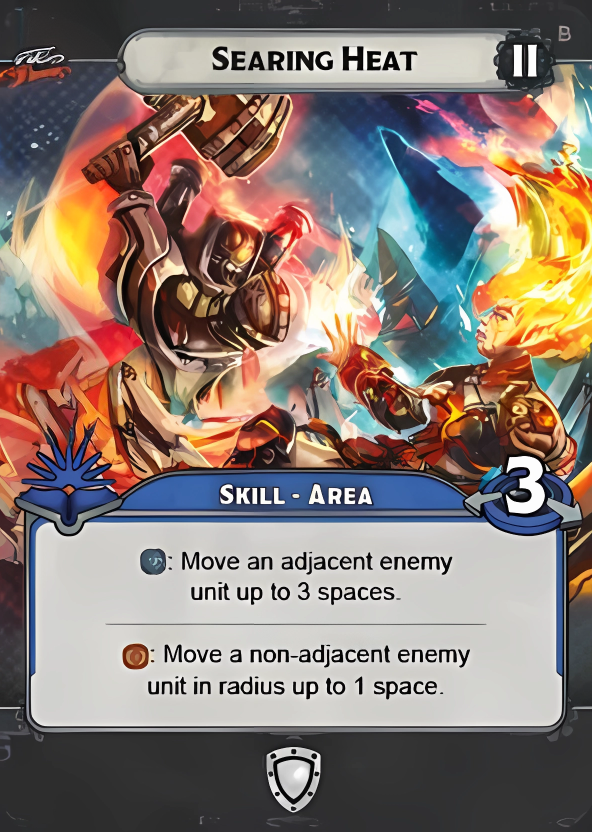 B
SEARING HEAT
II
SKILL - AREA
3
: Move an adjacent enemy
unit up to 3 spaces.
: Move a non-adjacent enemy
unit in radius up to 1 space.